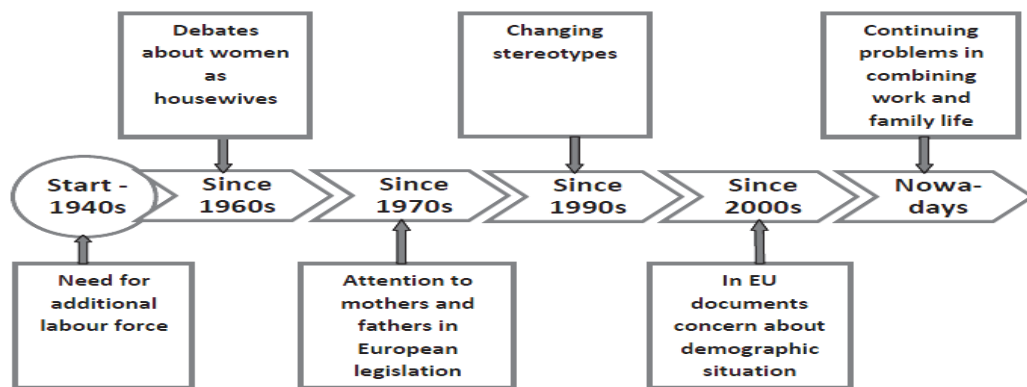 Debates
about women
as
housewives
Changing
stereotypes
Continuing
problems in
combining
work and
family life
Start -
1940s
Since
1960s
Since
1970s
Since
1990s
Since
2000s
Nowa-
days
Need for
additional
labour force
Attention to
mothers and
fathers in
European
legislation
In EU
documents
concern about
demographic
situation